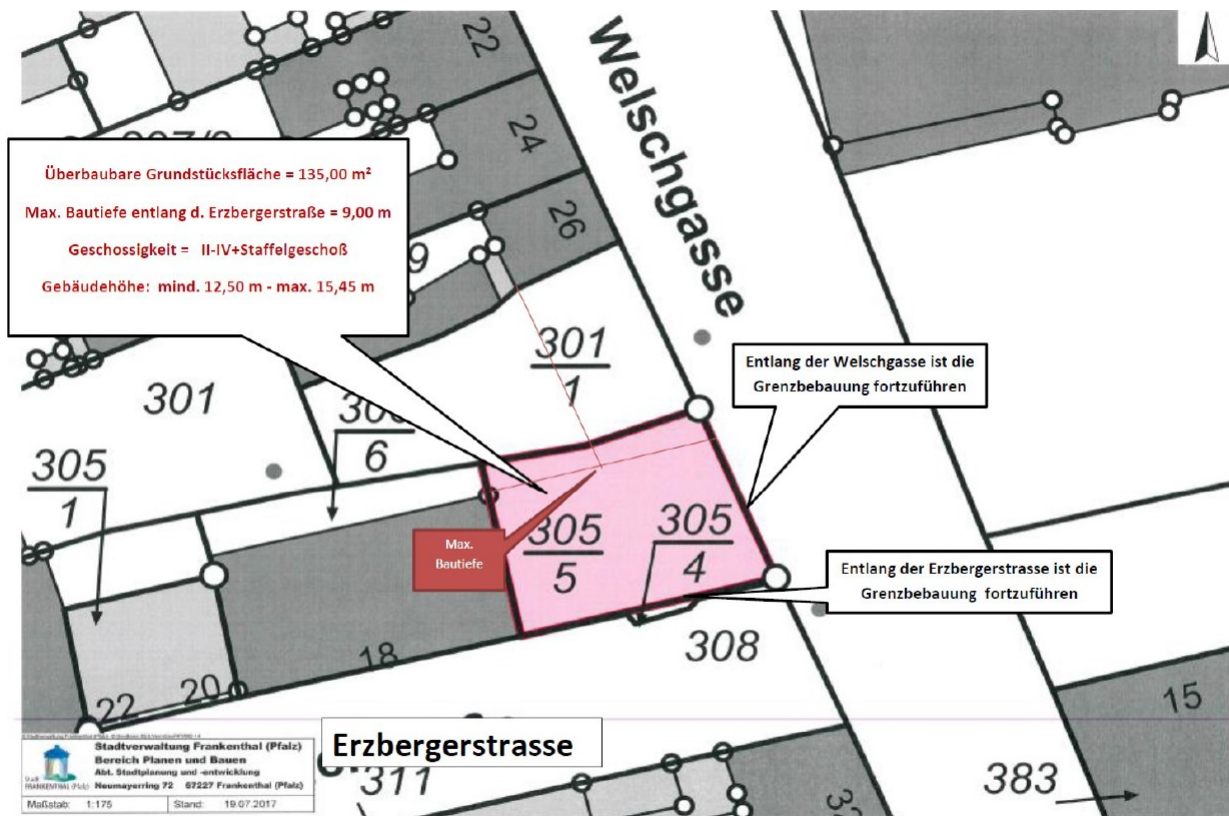 22
24
26
Welschgasse
Überbaubare Grundstücksfläche = 135,00 m²
Max. Bautiefe entlang d. Erzbergerstraße = 9,00 m
Geschossigkeit = II-IV+Staffelgeschoß
Gebäudehöhe: mind. 12,50 m - max. 15,45 m
9
301
1
301
6
305
1
Entlang der Welschgasse ist die
Grenzbebauung fortzuführen
Max.
Bautiefe
305
5
305
4
Entlang der Erzbergerstrasse ist die
Grenzbebauung fortzuführen
308
18
20
22
15
Erzbergerstrasse
311
383
Stadtverwaltung Frankenthal (Pfalz)
Bereich Planen und Bauen
Abt. Stadtplanung und -entwicklung
Neumayerring 72 67227 Frankenthal (Pfalz)
Stadt
FRANKENTHAL (Pfalz)
Maßstab: 1:175 Stand: 19.07.2017